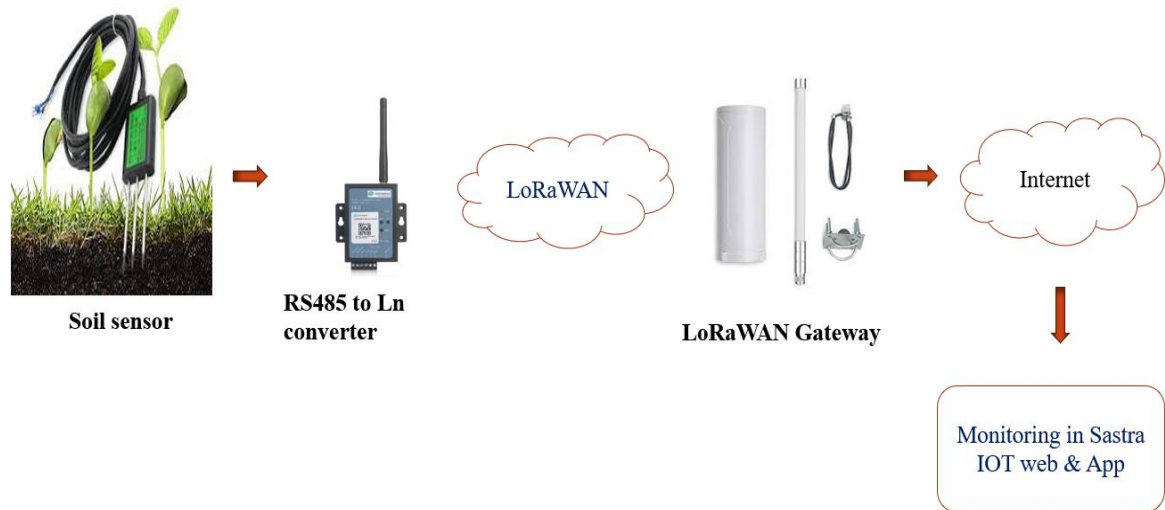 Soil sensor
RS485 to Ln
converter
LoRaWAN
LoRaWAN Gateway
Internet
Monitoring in Sastra
IOT web & App